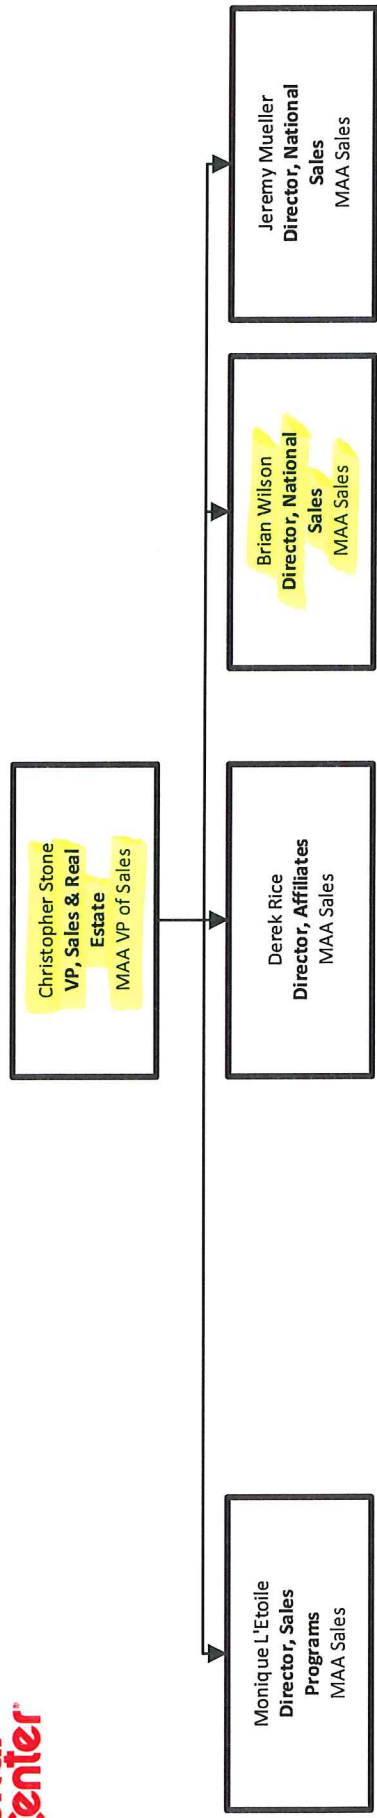 Center
Christopher Stone
VP, Sales & Real
Estate
MAA VP of Sales
Monique L'Etoile
Director, Sales
Programs
MAA Sales
Derek Rice
Director, Affiliates
MAA Sales
Brian Wilson
Director, National
Sales
MAA Sales
Jeremy Mueller
Director, National
Sales
MAA Sales